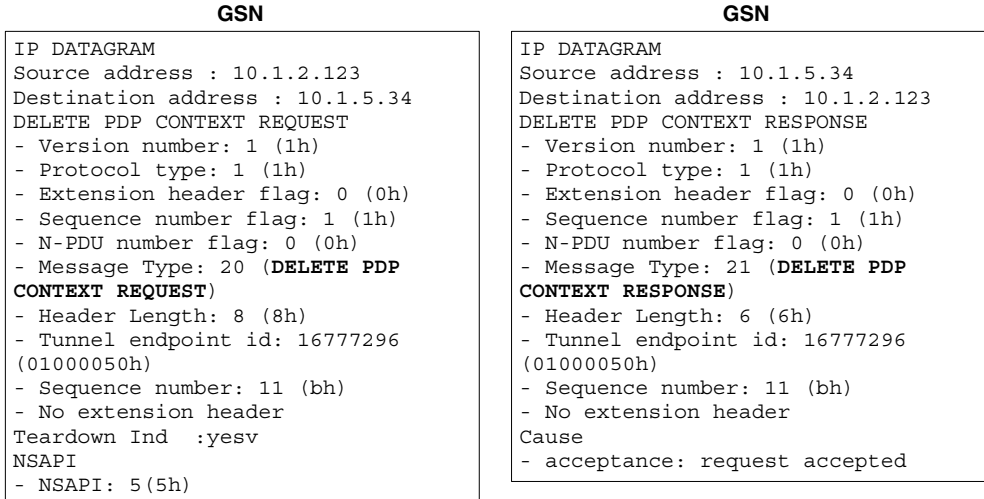 GSN
IP DATAGRAM
Source address : 10.1.2.123
Destination address : 10.1.5.34
DELETE PDP CONTEXT REQUEST
- Version number: 1 (1h)
- Protocol type: 1 (1h)
- Extension header flag: 0 (0h)
- Sequence number flag: 1 (1h)
- N-PDU number flag: 0 (0h)
- Message Type: 20 (DELETE PDP
CONTEXT REQUEST)
- Header Length: 8 (8h)
- Tunnel endpoint id: 16777296
(01000050h)
- Sequence number: 11 (bh)
- No extension header
Teardown Ind  :yesv
NSAPI
- NSAPI: 5(5h)
GSN
IP DATAGRAM
Source address : 10.1.5.34
Destination address : 10.1.2.123
DELETE PDP CONTEXT RESPONSE
- Version number: 1 (1h)
- Protocol type: 1 (1h)
- Extension header flag: 0 (0h)
- Sequence number flag: 1 (1h)
- N-PDU number flag: 0 (0h)
- Message Type: 21 (DELETE PDP
CONTEXT RESPONSE)
- Header Length: 6 (6h)
- Tunnel endpoint id: 16777296
(01000050h)
- Sequence number: 11 (bh)
- No extension header
Cause
- acceptance: request accepted